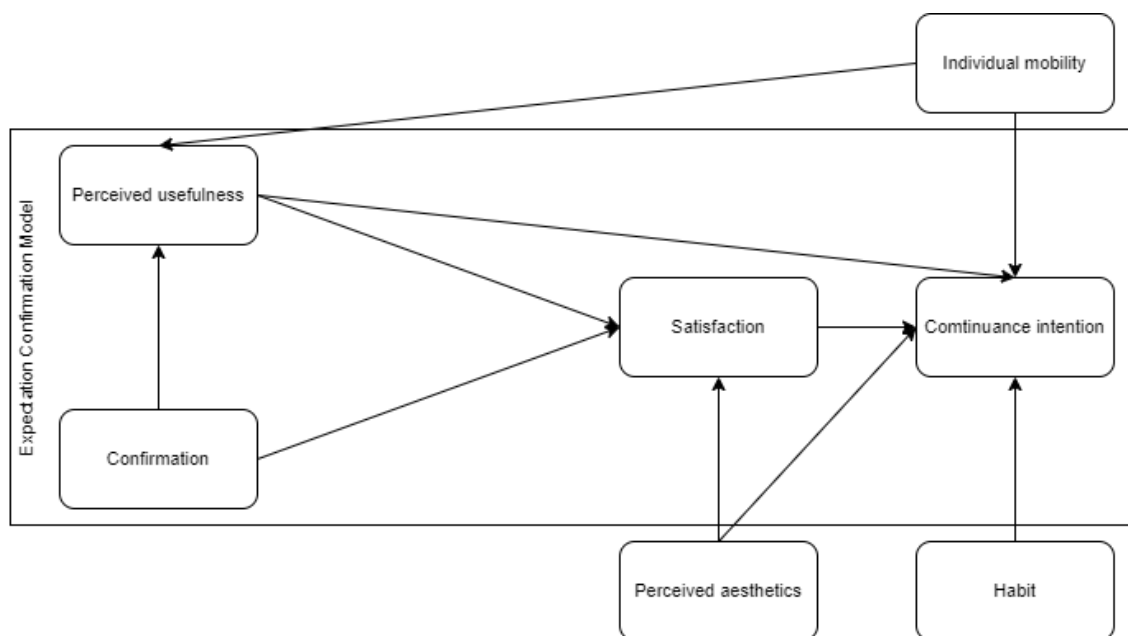 Individual mobility
Perceived usefulness
Expectation Confirmation Model
Satisfaction
Comtinuance intention
Confirmation
Perceived aesthetics
Habit